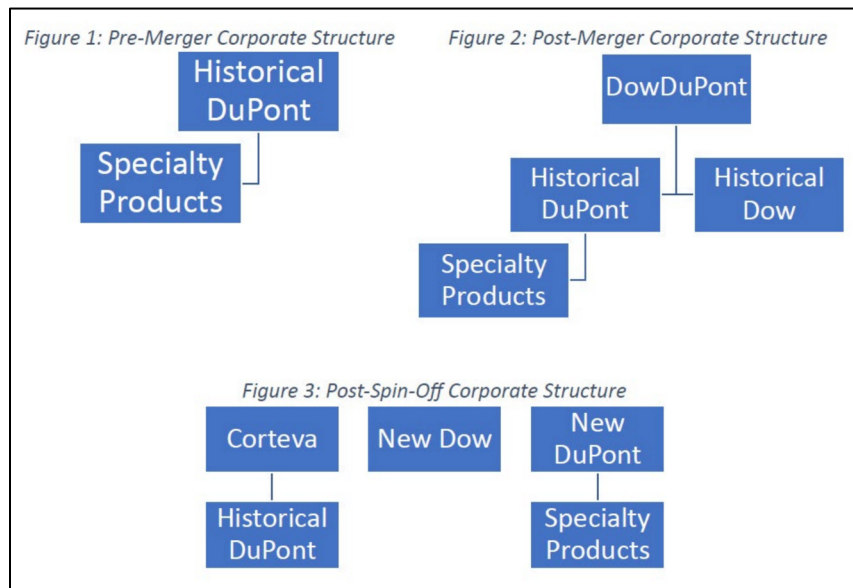 Figure 1: Pre-Merger Corporate Structure
Historical
DuPont
Specialty
Products
Figure 2: Post-Merger Corporate Structure
DowDuPont
Historical
DuPont
Historical
Dow
Specialty
Products
Figure 3: Post-Spin-Off Corporate Structure
Corteva
New Dow
New
DuPont
Historical
DuPont
Specialty
Products